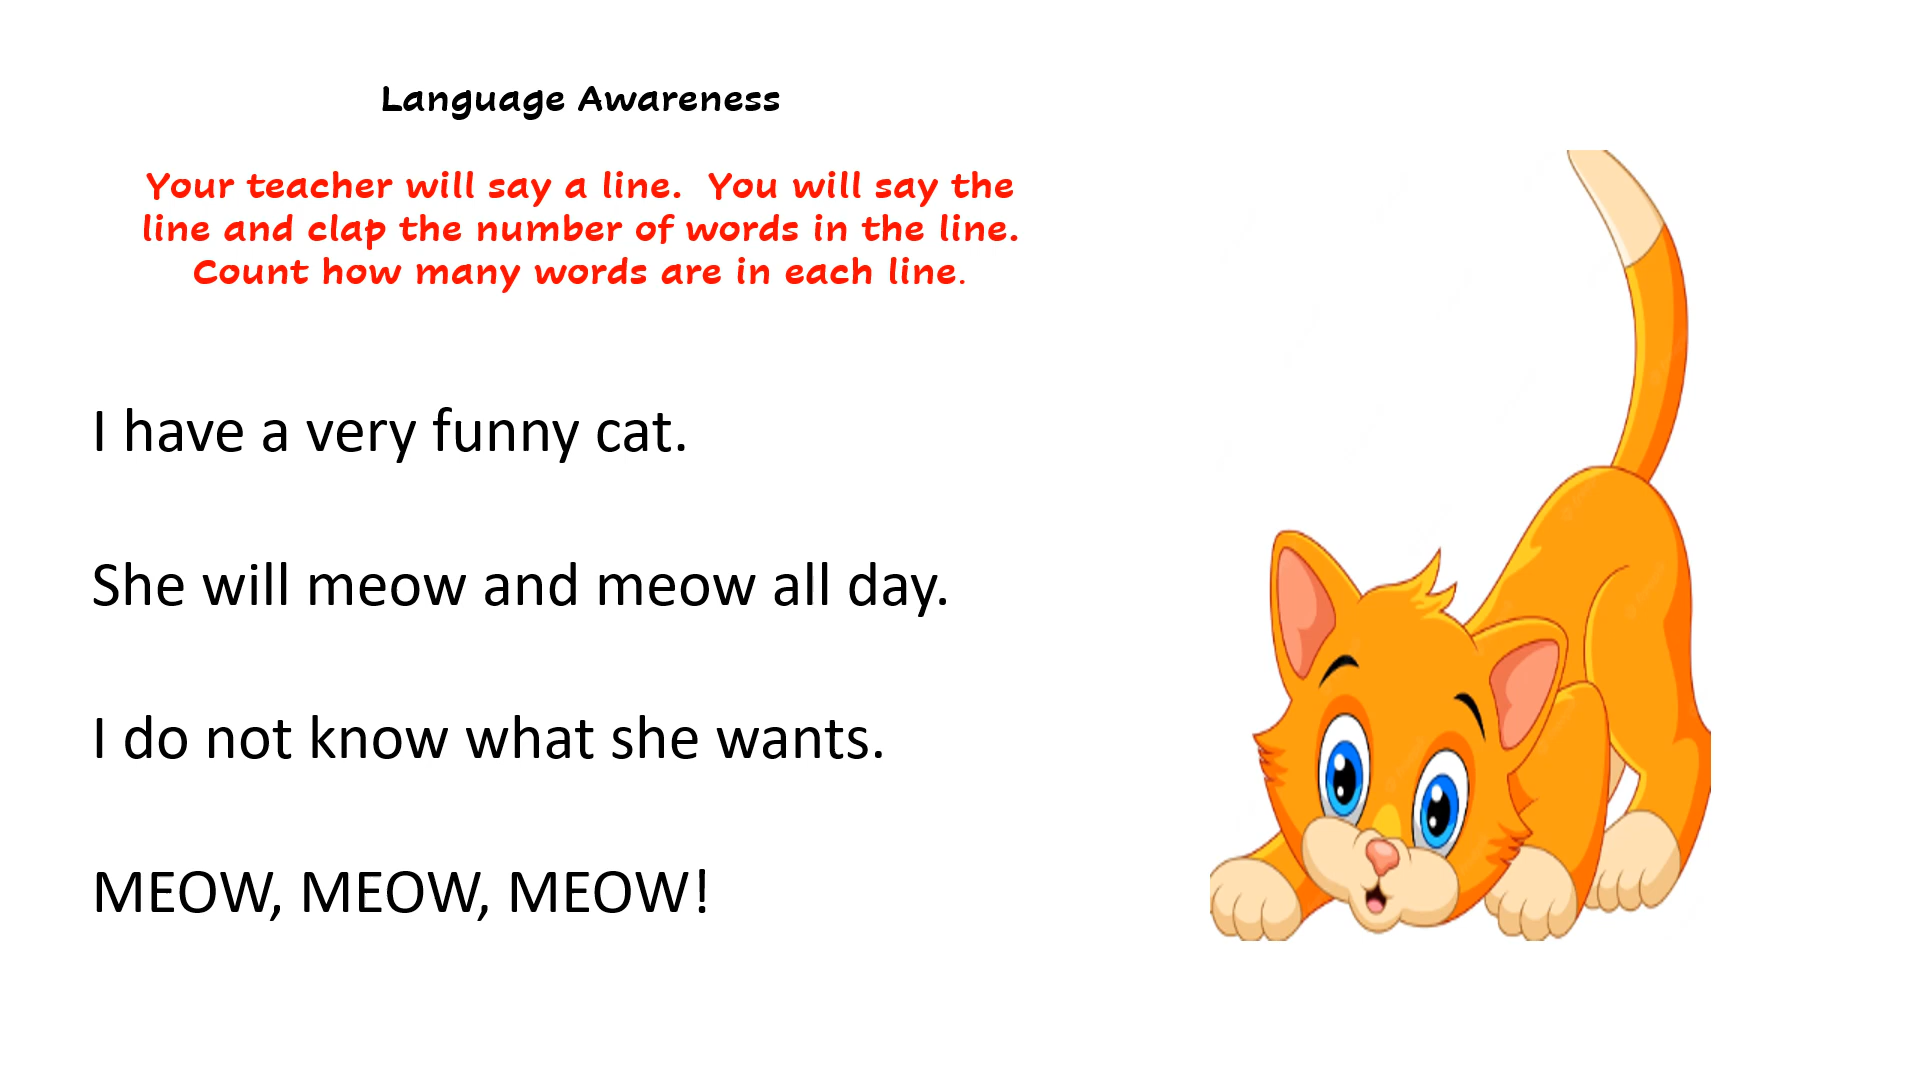 Language Awareness
Your teacher will say a line.  You will say the
line and clap the number of words in the line.
Count how many words are in each line.
I have a very funny cat.
She will meow and meow all day.
I do not know what she wants.
MEOW, MEOW, MEOW!